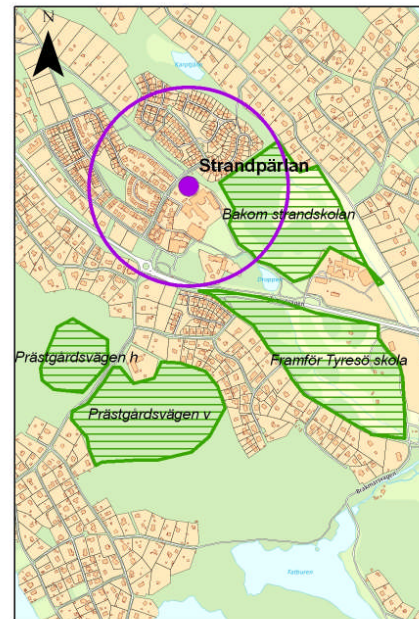 N
Strandpärlan
Bakom strandskolan
Prästgårdsvägen h
Framför Tyresö skola
Prästgårdsvägen v